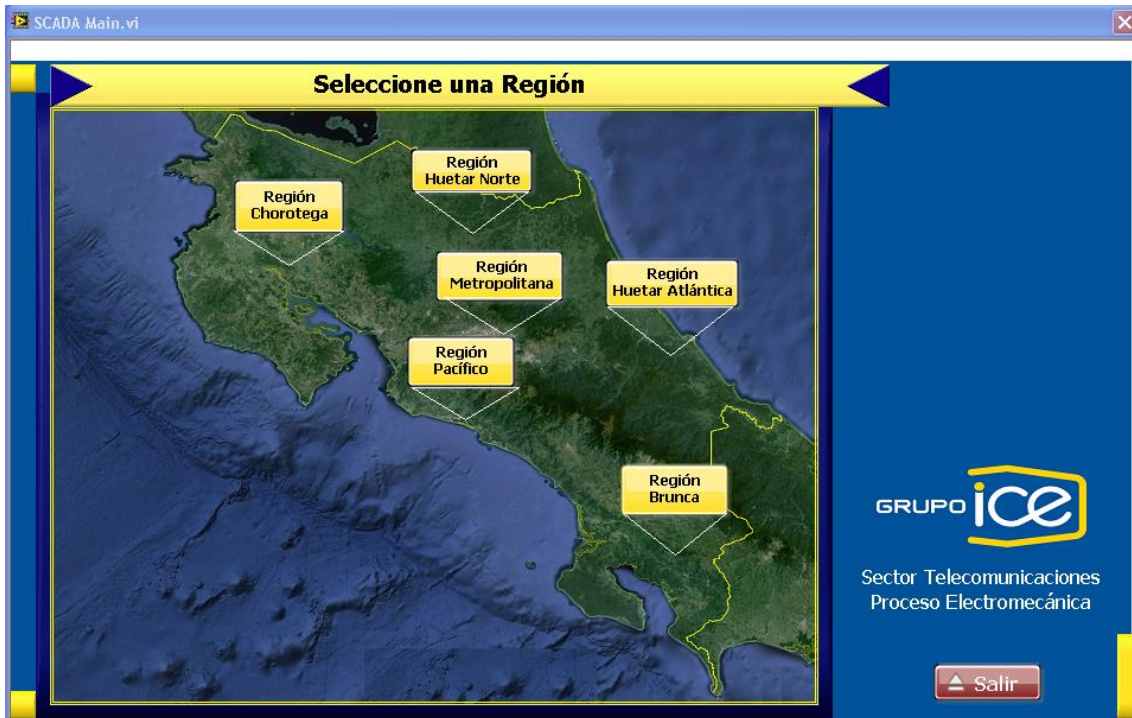 SCADA Main.vi
Seleccione una Región
Región
Huetar Norte
Región
Chorotega
Región
Metropolitana
Región
Huetar Atlántica
Región
Pacífico
Región
Brunca
GRUPO ice
Sector Telecomunicaciones
Proceso Electromecánica
Salir